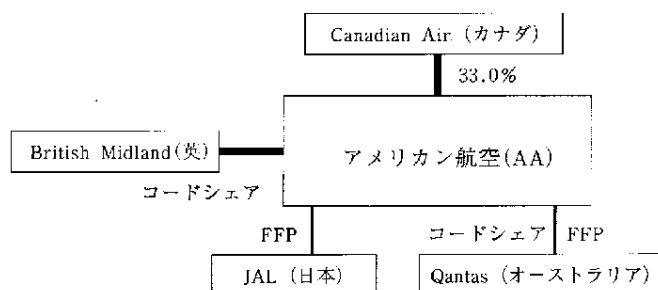 Canadian Air (カナダ)
33.0%
British Midland(英)
アメリカン航空(AA)
コードシェア
FFP
コードシェア FFP
JAL (日本)
Qantas (オーストラリア)